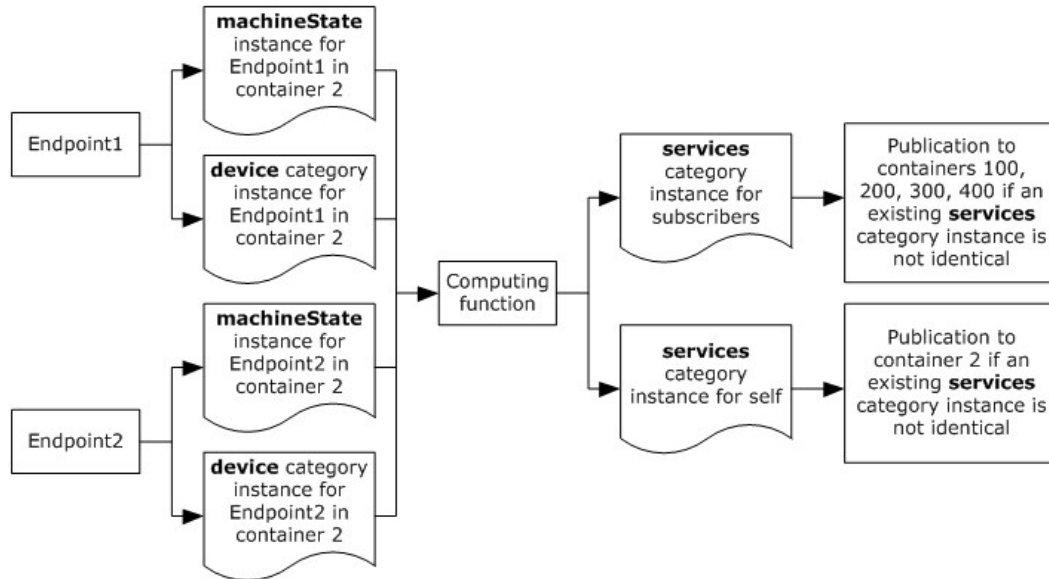 Endpoint1
machineState
instance for
Endpoint1 in
container 2
device category
instance for
Endpoint1 in
container 2
Endpoint2
machineState
instance for
Endpoint2 in
container 2
device category
instance for
Endpoint2 in
container 2
Computing
function
services
category
instance for
subscribers
Publication to
containers 100,
200, 300, 400 if an
existing services
category instance is
not identical
services
category
instance for self
Publication to
container 2 if an
existing services
category instance is
not identical